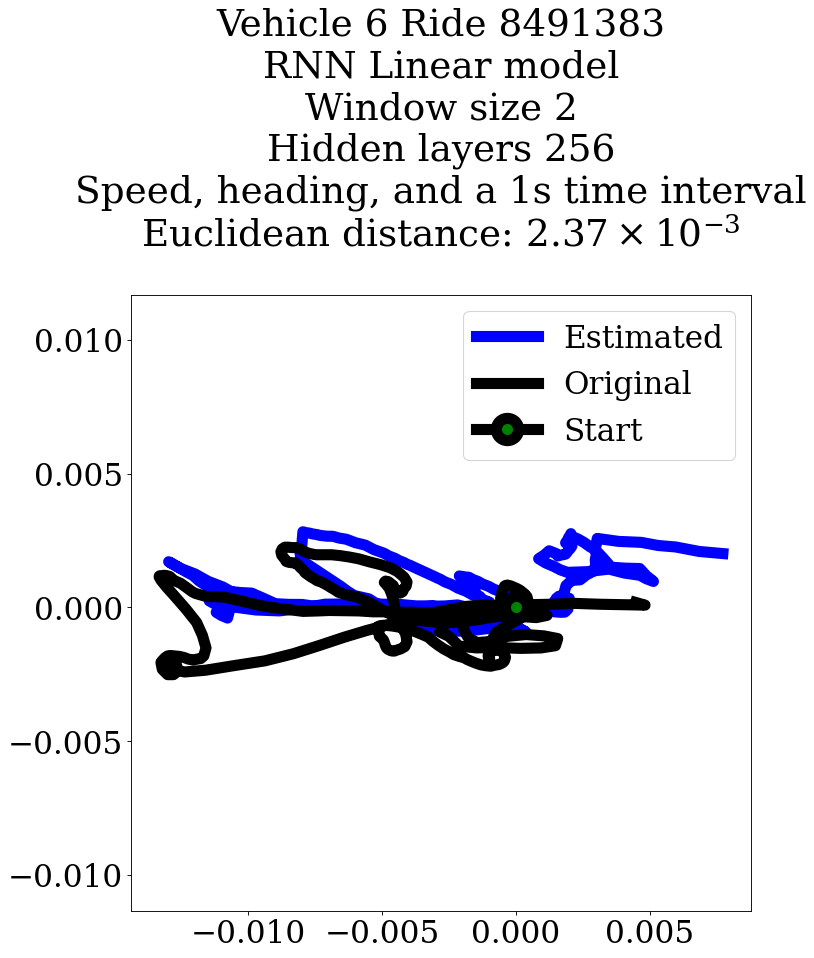 Vehicle 6 Ride 8491383
RNN Linear model
Window size 2
Hidden layers 256
Speed, heading, and a 1s time interval
Euclidean distance: 2.37 × 10⁻³
Estimated
Original
Start
0.010
0.005
0.000
−0.005
−0.010
−0.010 −0.005 0.000 0.005